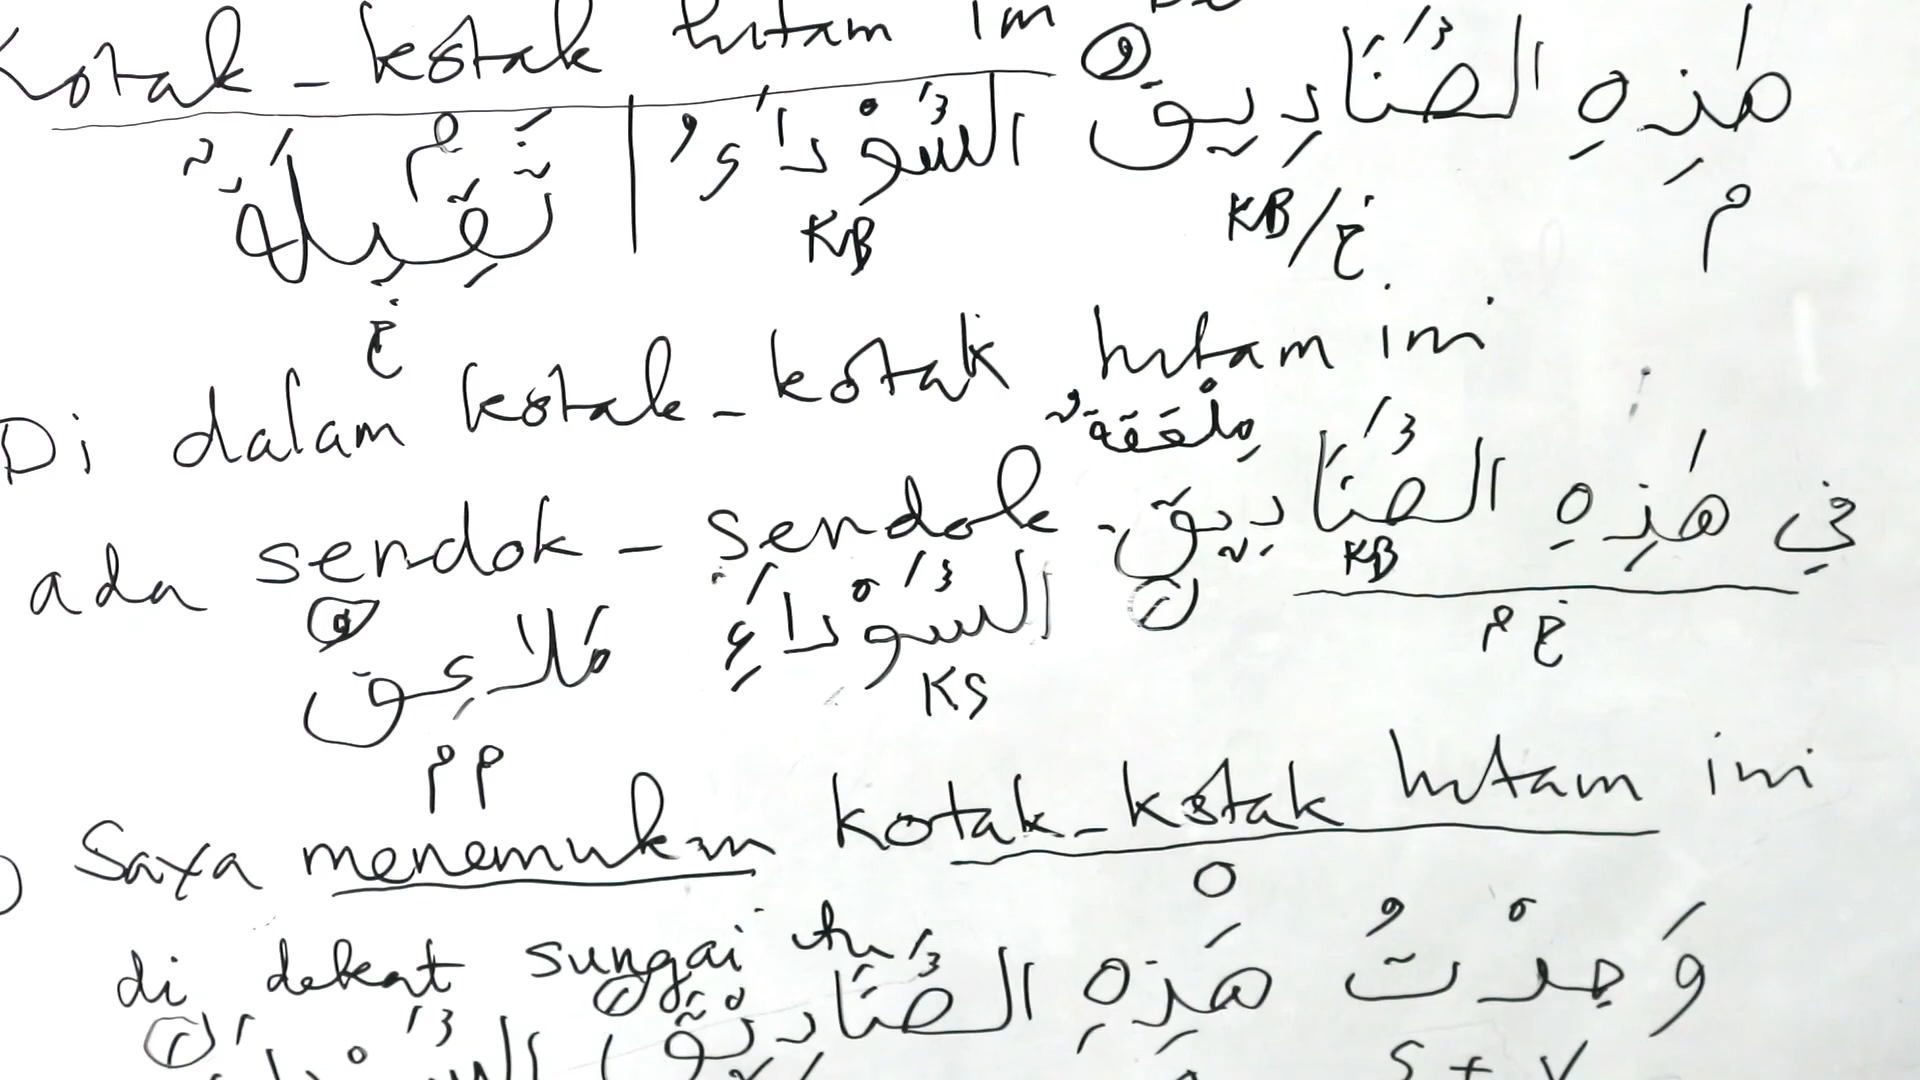 Kotak - kotak hitam ini
هٰذِهِ الصَّنَادِيقُ السَّوْدَاءُ | ثَقِيلَةٌ
م KB/خ KB خ م
Di dalam kotak - kotak hitam ini
مِلْعَقَةٌ
ada sendok - sendok
فِي هٰذِهِ الصَّنَادِيقِ السَّوْدَاءِ مَلَاعِقُ
خ م KB KS م م
Saya menemukan kotak - kotak hitam ini
di dekat sungai itu
وَجَدْتُ هَذِهِ الصَّنَادِيقَ
S + V O